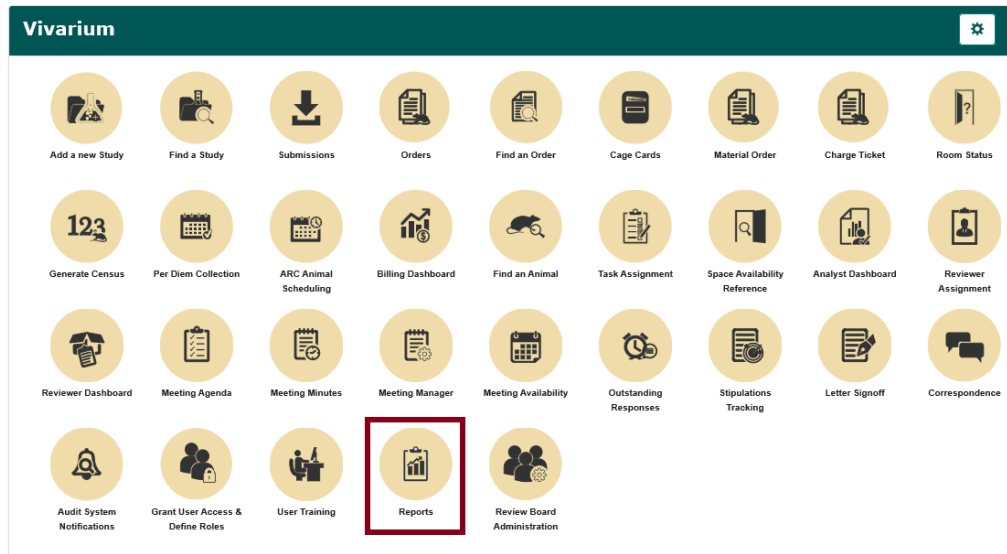 Vivarium
Add a new Study
Find a Study
Submissions
Orders
Find an Order
Cage Cards
Material Order
Charge Ticket
?
Room Status
123
Generate Census
Per Diem Collection
ARC Animal
Scheduling
$
Billing Dashboard
Find an Animal
Task Assignment
Space Availability
Reference
Analyst Dashboard
Reviewer
Assignment
Reviewer Dashboard
Meeting Agenda
Meeting Minutes
Meeting Manager
Meeting Availability
Outstanding
Responses
Stipulations
Tracking
Letter Signoff
Correspondence
Audit System
Notifications
Grant User Access &
Define Roles
User Training
Reports
Review Board
Administration